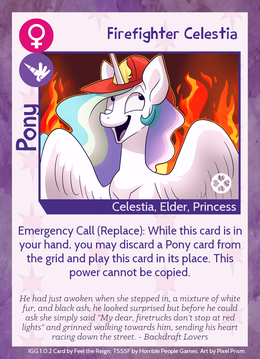 Firefighter Celestia
Pony
Celestia, Elder, Princess
Emergency Call (Replace): While this card is in
your hand, you may discard a Pony card from
the grid and play this card in its place. This
power cannot be copied.
He had just awoken when she stepped in, a mixture of white
fur, and black ash, he looked surprised but before he could
ask she simply said "My dear, firetrucks don't stop at red
lights" and grinned walking towards him, sending his heart
racing down the street. - Backdraft Lovers
IGG 1.0.2 Card by Feel the Reign, TSSSF by Horrible People Games. Art by Pixel Prism.